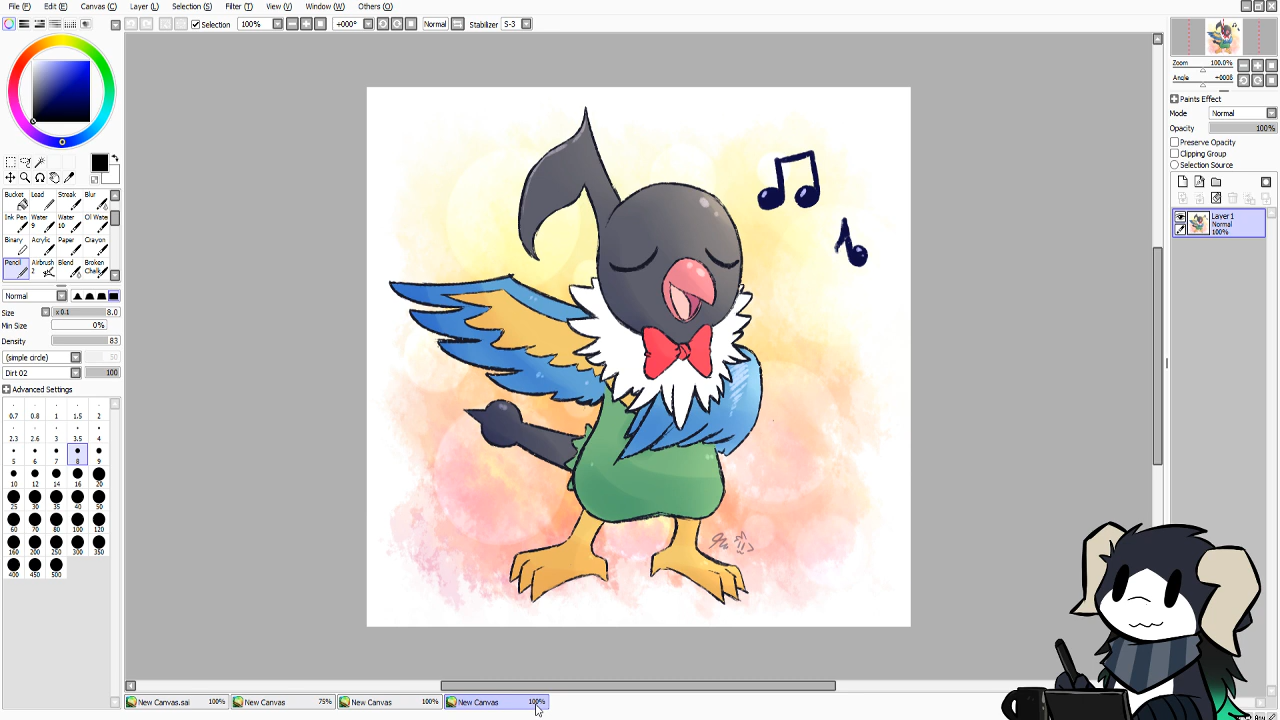 File (F) Edit (E) Canvas (C) Layer (L) Selection (S) Filter (T) View (V) Window (W) Others (O)
Selection 100% +000° Normal Stabilizer S-3
Bucket Lead Streak Blur
Ink Pen Water 9 Water 10 Oil Wate
Binary Acrylic Paper Crayon
Pencil Airbrush 2 Blend Broken Chalk
Normal
Size x 0.1 8.0
Min Size 0%
Density 83
(simple circle) 50
Dirt 02 100
Advanced Settings
0.7 0.8 1 1.5 2
2.3 2.6 3 3.5 4
5 6 7 8 9
10 12 14 16 20
25 30 35 40 50
60 70 80 100 120
160 200 250 300 350
400 450 500
Zoom 100.0%
Angle +000θ
Paints Effect
Mode Normal
Opacity 100%
Preserve Opacity
Clipping Group
Selection Source
Layer1
Normal
100%
New Canvas.sai 100% New Canvas 75% New Canvas 100% New Canvas 100%